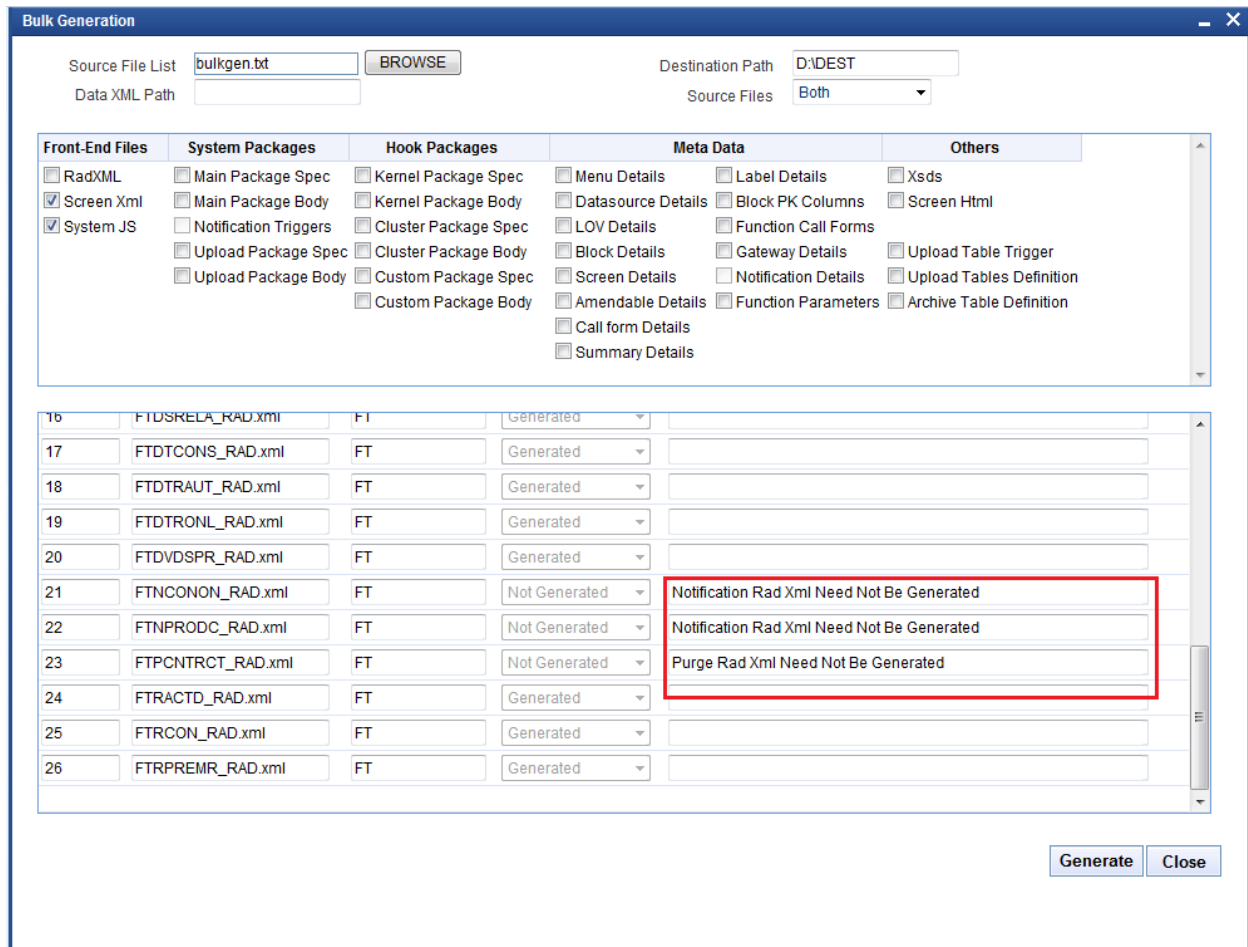 Bulk Generation
Source File List bulkgen.txt BROWSE Destination Path D:\DEST
Data XML Path Source Files Both
Front-End Files System Packages Hook Packages Meta Data Others
RadXML Main Package Spec Kernel Package Spec Menu Details Label Details Xsds
Screen Xml Main Package Body Kernel Package Body Datasource Details Block PK Columns Screen Html
System JS Notification Triggers Cluster Package Spec LOV Details Function Call Forms
Upload Package Spec Cluster Package Body Block Details Gateway Details Upload Table Trigger
Upload Package Body Custom Package Spec Screen Details Notification Details Upload Tables Definition
Custom Package Body Amendable Details Function Parameters Archive Table Definition
Call form Details
Summary Details
16 FTDSRELA_RAD.xml FT Generated
17 FTDTCONS_RAD.xml FT Generated
18 FTDTRAUT_RAD.xml FT Generated
19 FTDTRONL_RAD.xml FT Generated
20 FTDVDSPR_RAD.xml FT Generated
21 FTNCONON_RAD.xml FT Not Generated Notification Rad Xml Need Not Be Generated
22 FTNPRODC_RAD.xml FT Not Generated Notification Rad Xml Need Not Be Generated
23 FTPCNTRCT_RAD.xml FT Not Generated Purge Rad Xml Need Not Be Generated
24 FTRACTD_RAD.xml FT Generated
25 FTRCON_RAD.xml FT Generated
26 FTRPREMR_RAD.xml FT Generated
Generate Close